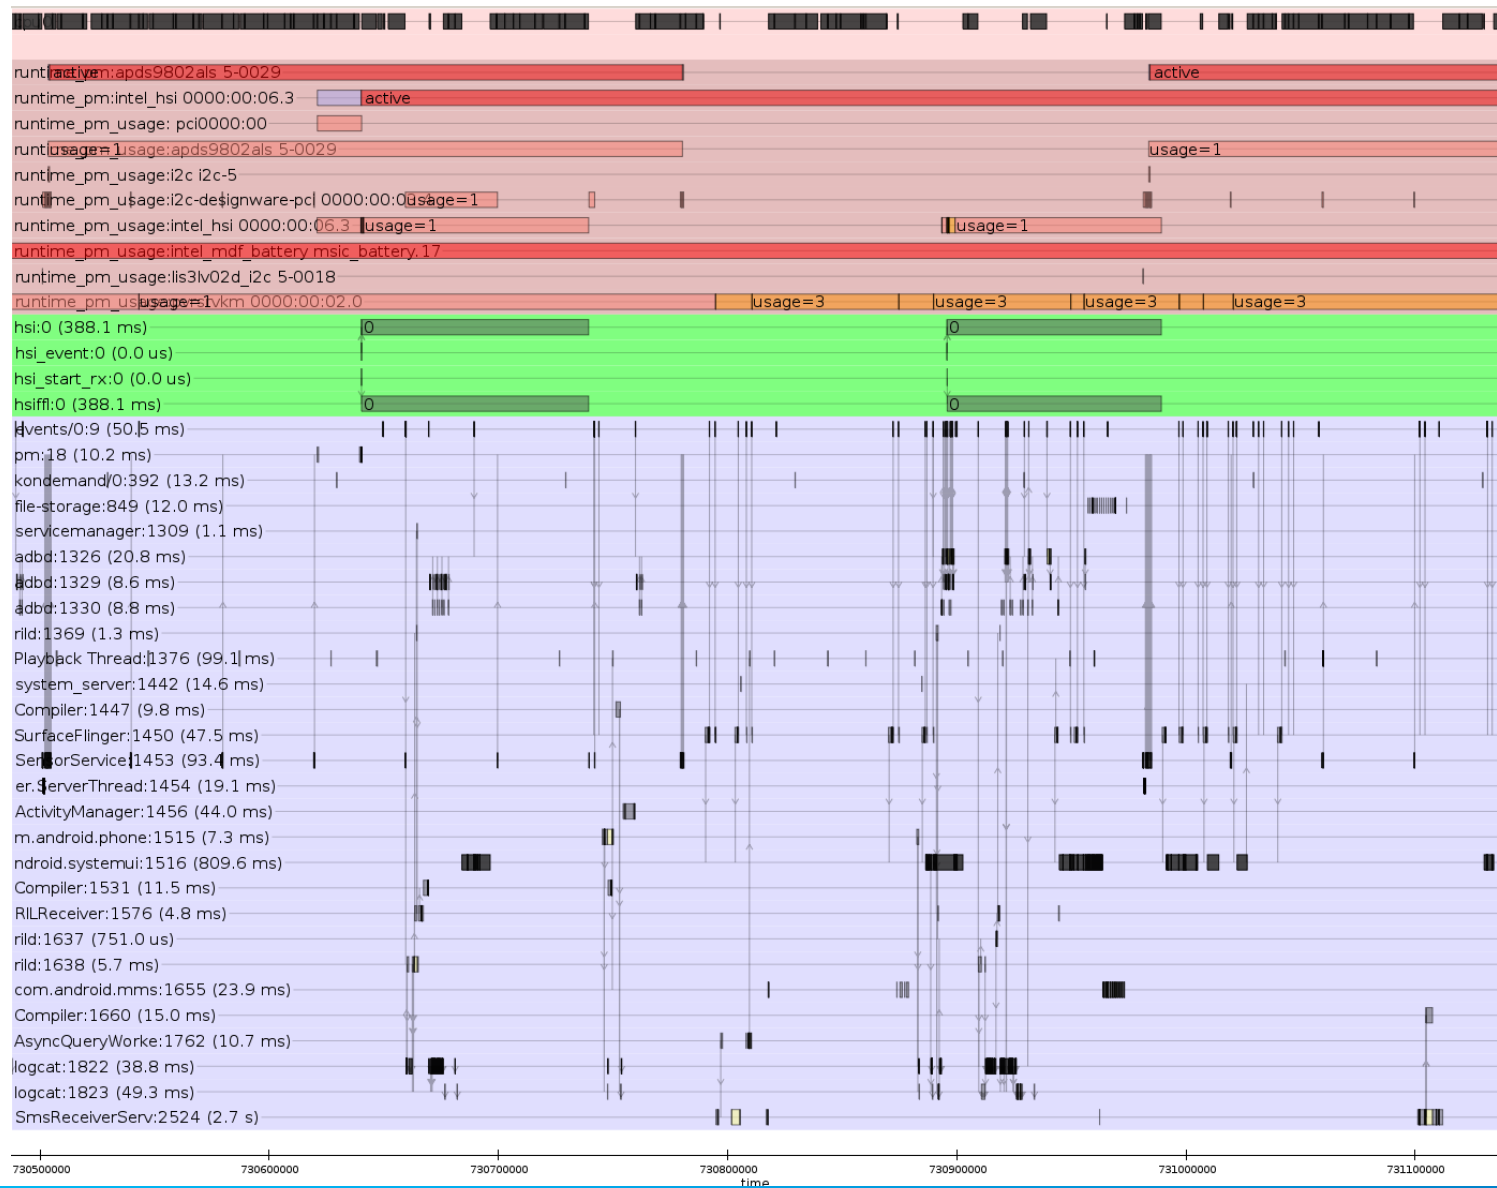 cpu0
runtime_pm:apds9802als 5-0029 active active
runtime_pm:intel_hsi 0000:00:06.3 active
runtime_pm_usage: pci0000:00
runtime_pm_usage:apds9802als 5-0029 usage=1 usage=1
runtime_pm_usage:i2c i2c-5
runtime_pm_usage:i2c-designware-pci 0000:00:0 usage=1
runtime_pm_usage:intel_hsi 0000:00:06.3 usage=1 usage=1
runtime_pm_usage:intel_mdf_battery msic_battery.17
runtime_pm_usage:lis3lv02d_i2c 5-0018
runtime_pm_usage:pvrsrvkm 0000:00:02.0 usage=1 usage=3 usage=3 usage=3 usage=3
hsi:0 (388.1 ms) 0 0
hsi_event:0 (0.0 us)
hsi_start_rx:0 (0.0 us)
hsiffl:0 (388.1 ms) 0 0
events/0:9 (50.5 ms)
pm:18 (10.2 ms)
kondemand/0:392 (13.2 ms)
file-storage:849 (12.0 ms)
servicemanager:1309 (1.1 ms)
adbd:1326 (20.8 ms)
adbd:1329 (8.6 ms)
adbd:1330 (8.8 ms)
rild:1369 (1.3 ms)
Playback Thread:1376 (99.1 ms)
system_server:1442 (14.6 ms)
Compiler:1447 (9.8 ms)
SurfaceFlinger:1450 (47.5 ms)
SensorService:1453 (93.4 ms)
er.ServerThread:1454 (19.1 ms)
ActivityManager:1456 (44.0 ms)
m.android.phone:1515 (7.3 ms)
ndroid.systemui:1516 (809.6 ms)
Compiler:1531 (11.5 ms)
RILReceiver:1576 (4.8 ms)
rild:1637 (751.0 us)
rild:1638 (5.7 ms)
com.android.mms:1655 (23.9 ms)
Compiler:1660 (15.0 ms)
AsyncQueryWorke:1762 (10.7 ms)
logcat:1822 (38.8 ms)
logcat:1823 (49.3 ms)
SmsReceiverServ:2524 (2.7 s)
730500000 730600000 730700000 730800000 730900000 731000000 731100000
time